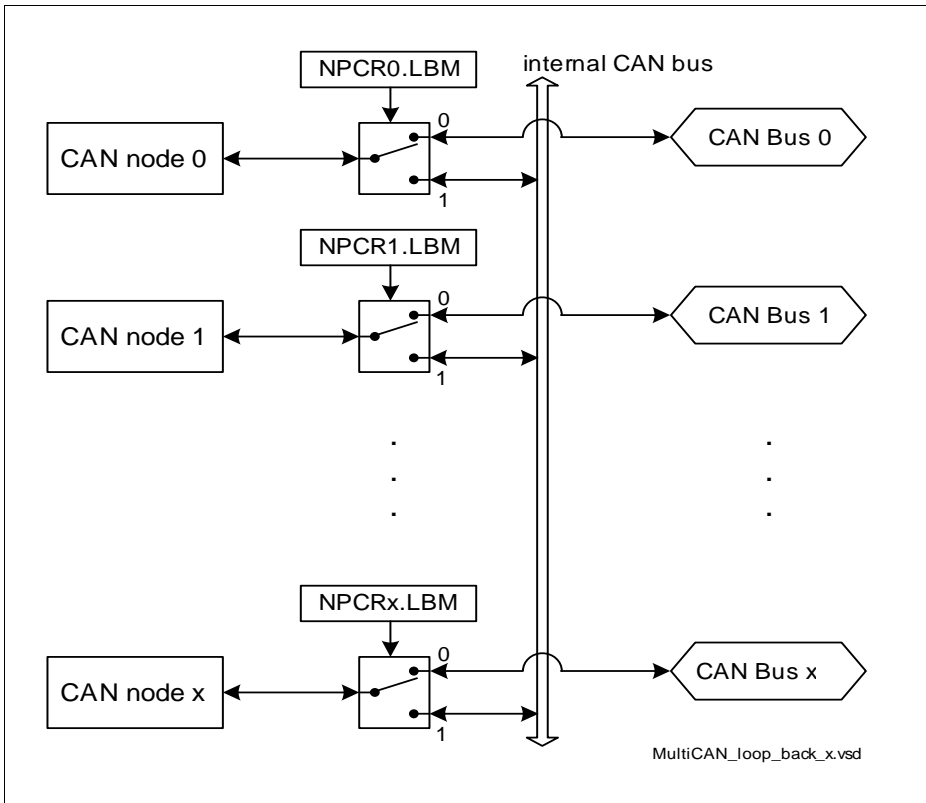 NPCR0.LBM
internal CAN bus
0
CAN node 0
CAN Bus 0
1
NPCR1.LBM
0
CAN node 1
CAN Bus 1
1
. .
. .
. .
NPCRx.LBM
0
CAN node x
CAN Bus x
1
MultiCAN_loop_back_x.vsd